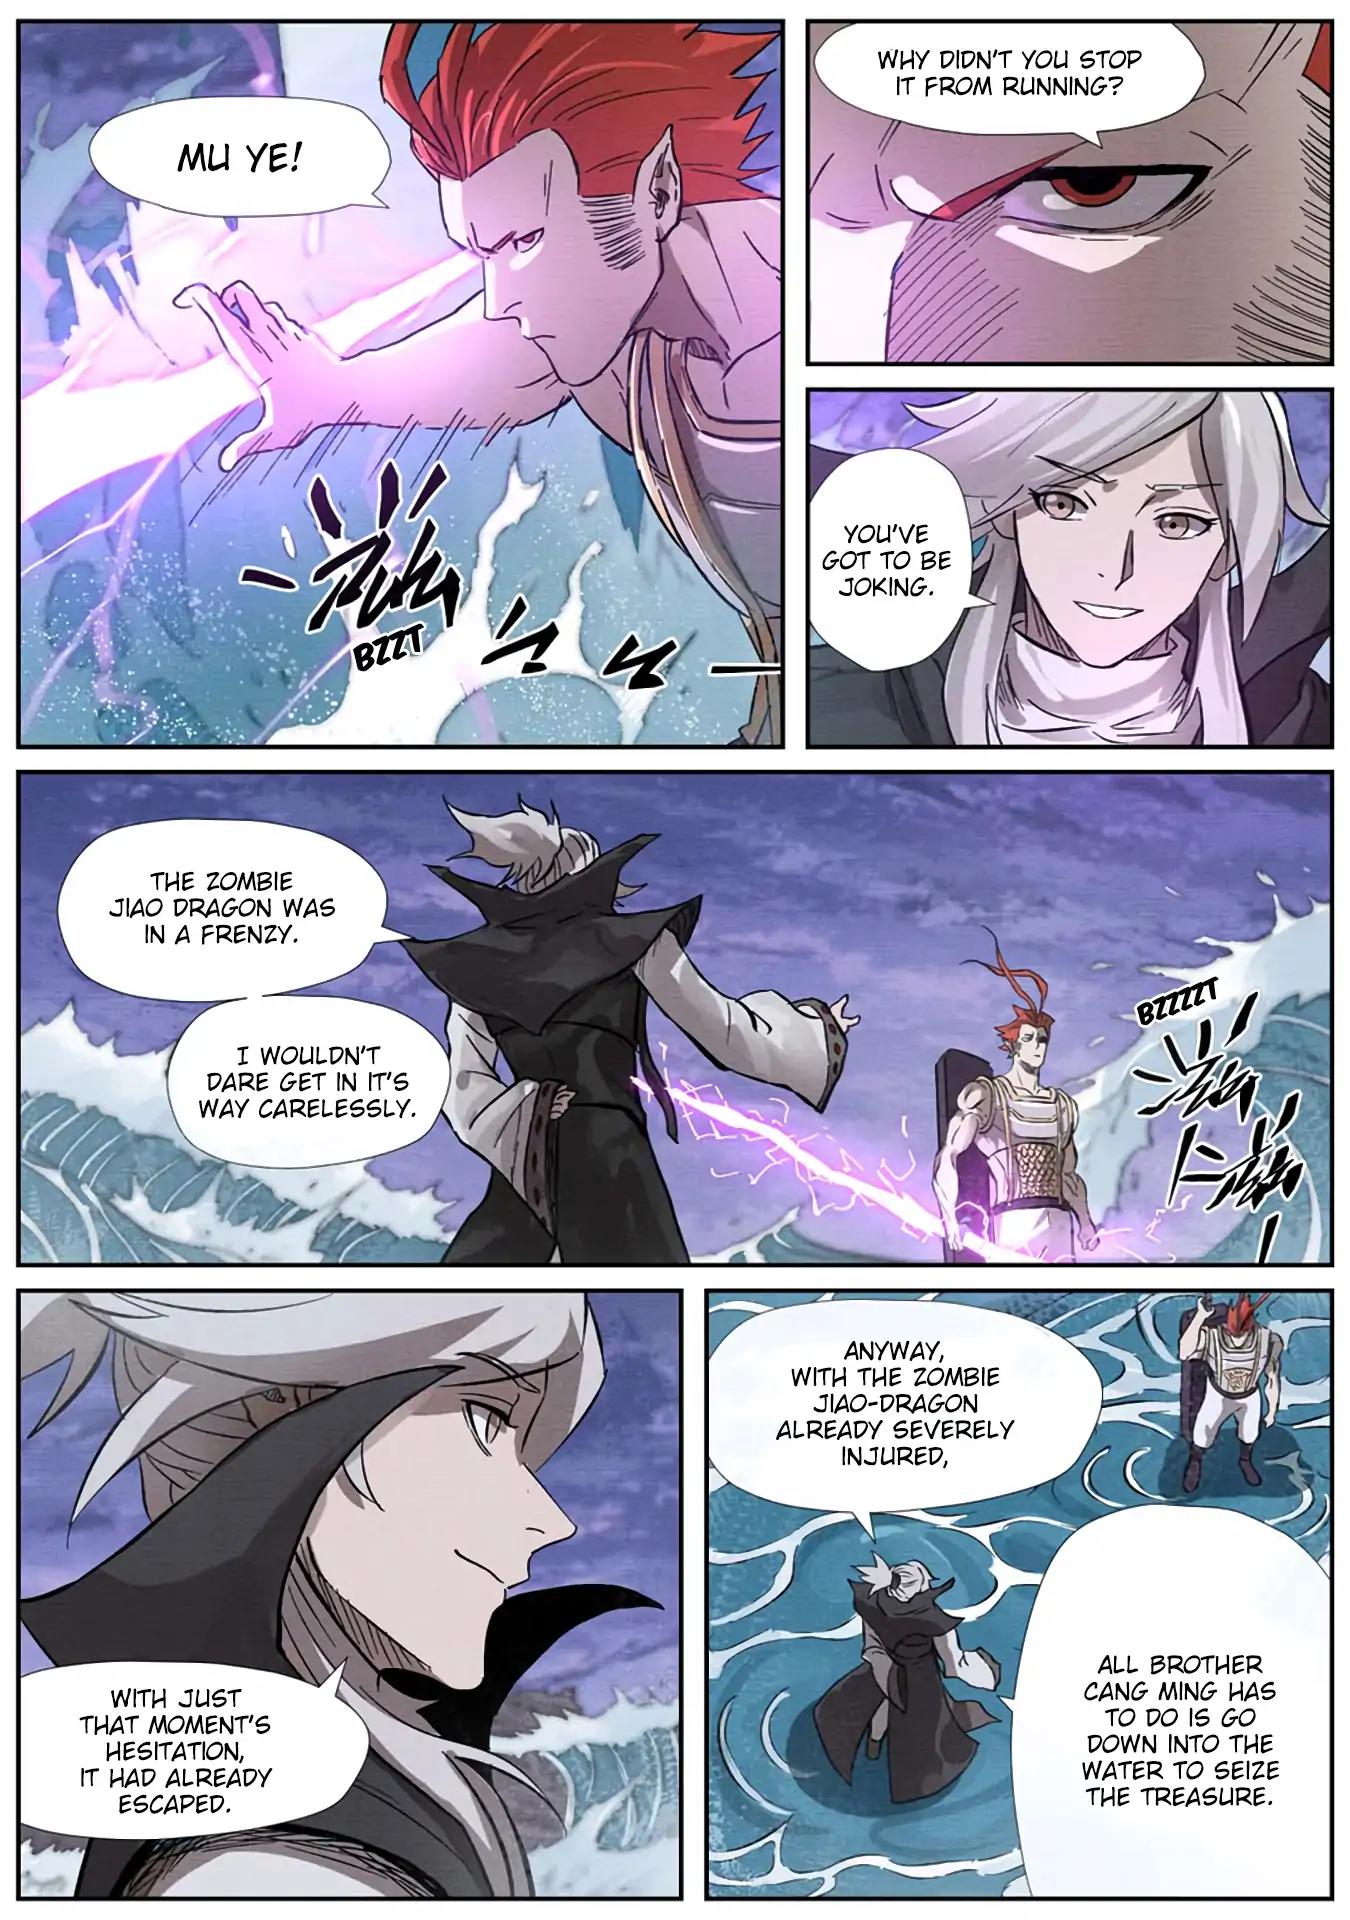 MU YE!
WHY DIDN'T YOU STOP
IT FROM RUNNING?
BZZT
YOU'VE
GOT TO BE
JOKING.
THE ZOMBIE
JIAO DRAGON WAS
IN A FRENZY.
I WOULDN'T
DARE GET IN IT'S
WAY CARELESSLY.
BZZZZT
WITH JUST
THAT MOMENT'S
HESITATION,
IT HAD ALREADY
ESCAPED.
ANYWAY,
WITH THE ZOMBIE
JIAO-DRAGON
ALREADY SEVERELY
INJURED,
ALL BROTHER
CANG MING HAS
TO DO IS GO
DOWN INTO THE
WATER TO SEIZE
THE TREASURE.